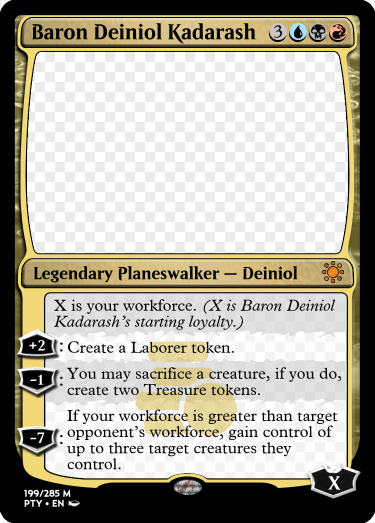 Baron Deiniol Kadarash 3
Legendary Planeswalker — Deiniol
X is your workforce. (X is Baron Deiniol
Kadarash's starting loyalty.)
+2: Create a Laborer token.
-1: You may sacrifice a creature, if you do,
create two Treasure tokens.
If your workforce is greater than target
opponent's workforce, gain control of
-7: up to three target creatures they
control.
X
199/285 M
PTY • EN